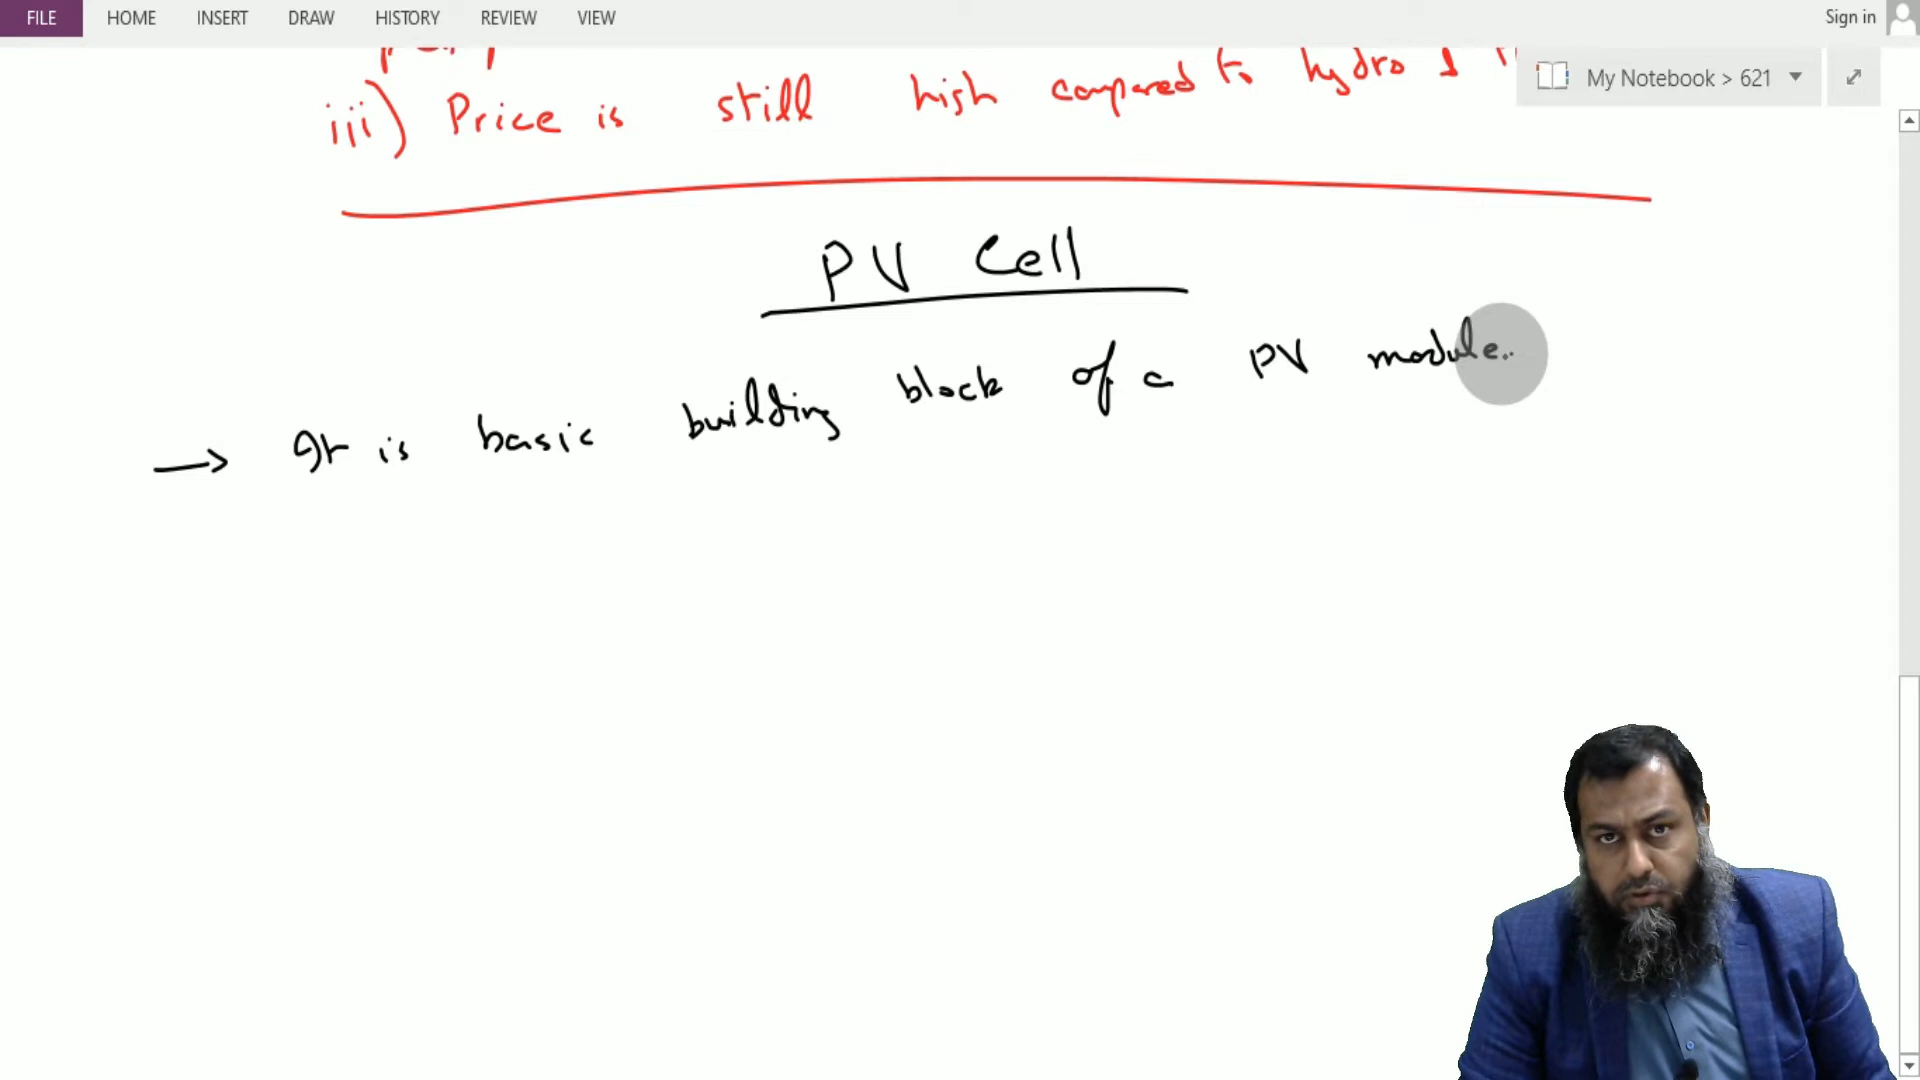 FILE HOME INSERT DRAW HISTORY REVIEW VIEW Sign in
My Notebook > 621
iii) Price is still high compared to hydro &
PV Cell
→ It is basic building block of a PV module.